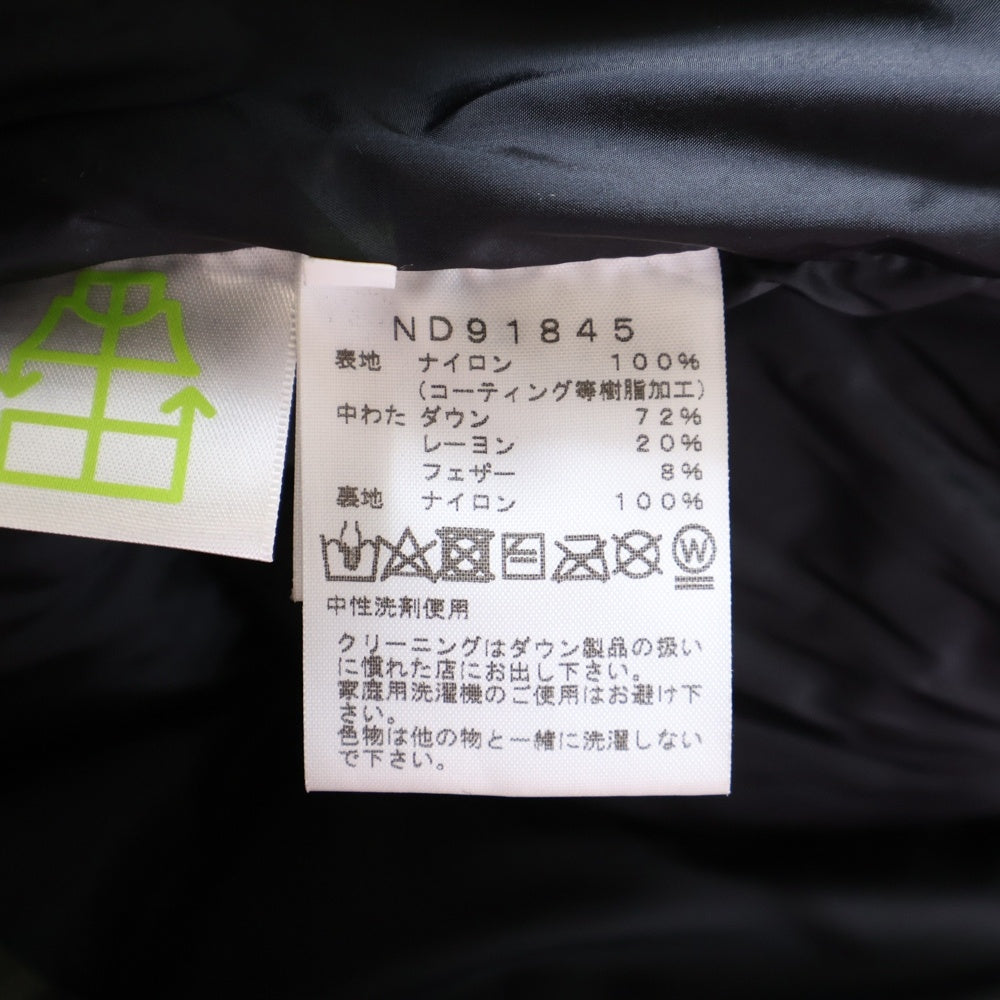 ND91845
表地 ナイロン 100%
(コーティング等樹脂加工)
中わた ダウン 72%
レーヨン 20%
フェザー 8%
裏地 ナイロン 100%
W
中性洗剤使用
クリーニングはダウン製品の扱い
に慣れた店にお出し下さい。
家庭用洗濯機のご使用はお避け下
さい。
色物は他の物と一緒に洗濯しない
で下さい。